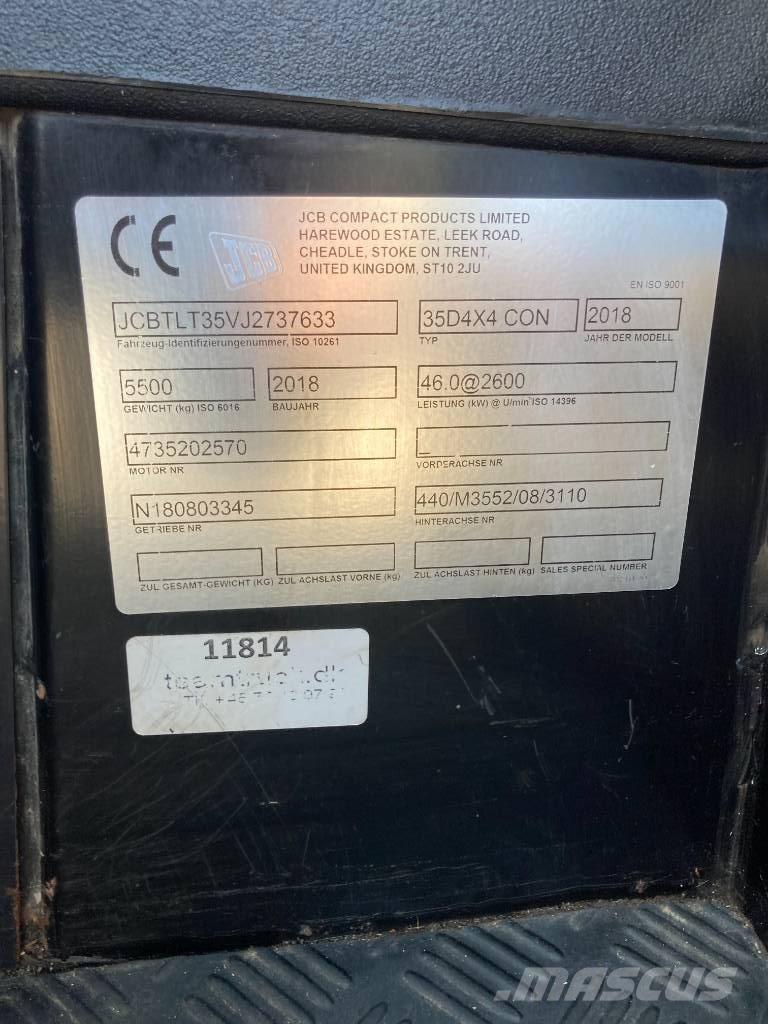 CE
JCB
JCB COMPACT PRODUCTS LIMITED
HAREWOOD ESTATE, LEEK ROAD,
CHEADLE, STOKE ON TRENT,
UNITED KINGDOM, ST10 2JU
EN ISO 9001
JCBTLT35VJ2737633
Fahrzeug-Identifizierungenummer, ISO 10261
35D4X4 CON
TYP
2018
JAHR DER MODELL
5500
GEWICHT (kg) ISO 6016
2018
BAUJAHR
46.0@2600
LEISTUNG (kW) @ U/min ISO 14396
4735202570
MOTOR NR
_
VORDERACHSE NR
N180803345
GETRIEBE NR
440/M3552/08/3110
HINTERACHSE NR
ZUL GESAMT-GEWICHT (KG)
ZUL ACHSLAST VORNE (kg)
ZUL ACHSLAST HINTEN (kg)
SALES SPECIAL NUMBER
11814
teamtruck.dk
MASCUS